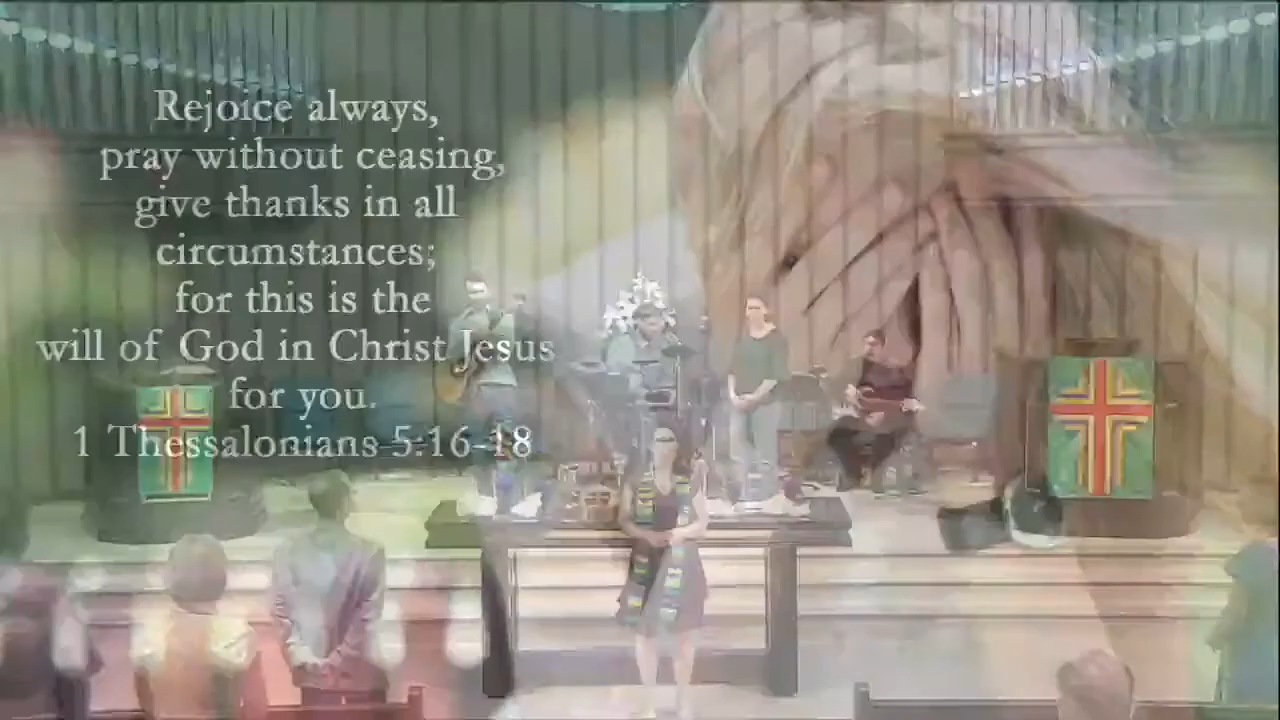 Rejoice always,
pray without ceasing,
give thanks in all
circumstances;
for this is the
will of God in Christ Jesus
for you.
1 Thessalonians 5:16-18